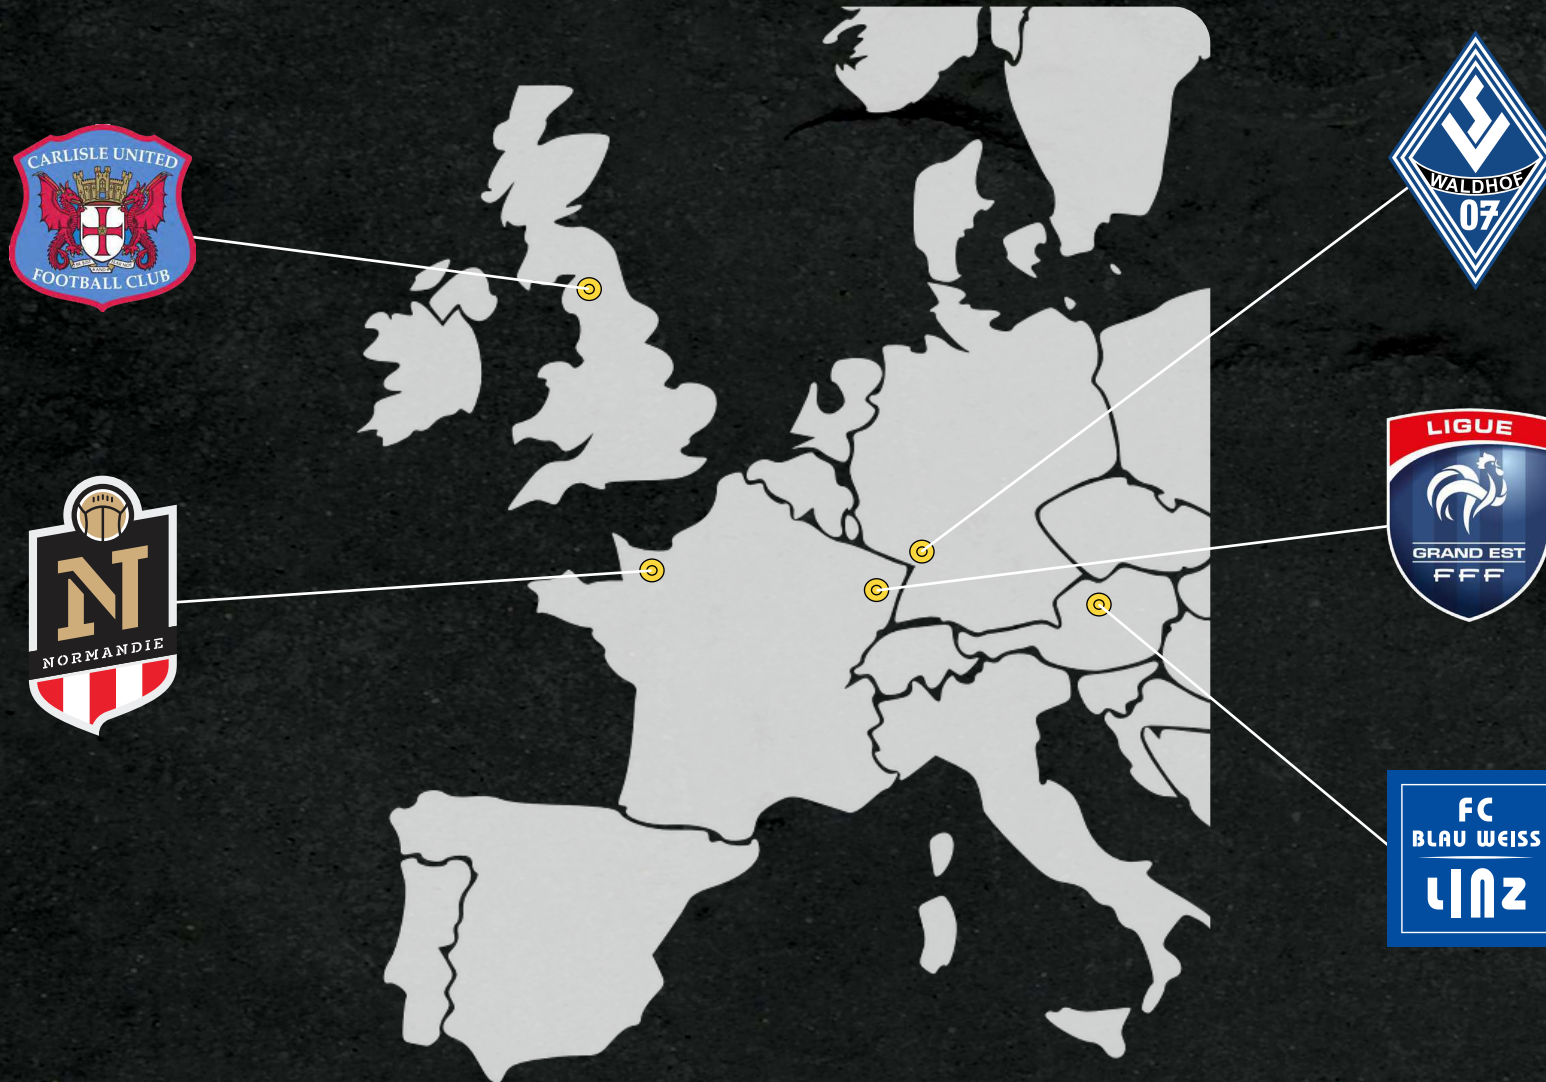 CARLISLE UNITED
FOOTBALL CLUB
N
NORMANDIE
WALDHOF
07
LIGUE
GRAND EST
FFF
FC
BLAU WEISS
LINZ